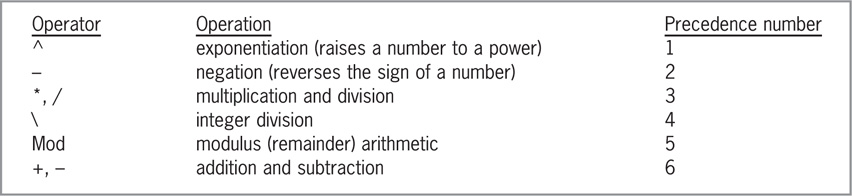 Operator Operation Precedence number
^ exponentiation (raises a number to a power) 1
– negation (reverses the sign of a number) 2
*, / multiplication and division 3
\ integer division 4
Mod modulus (remainder) arithmetic 5
+, – addition and subtraction 6